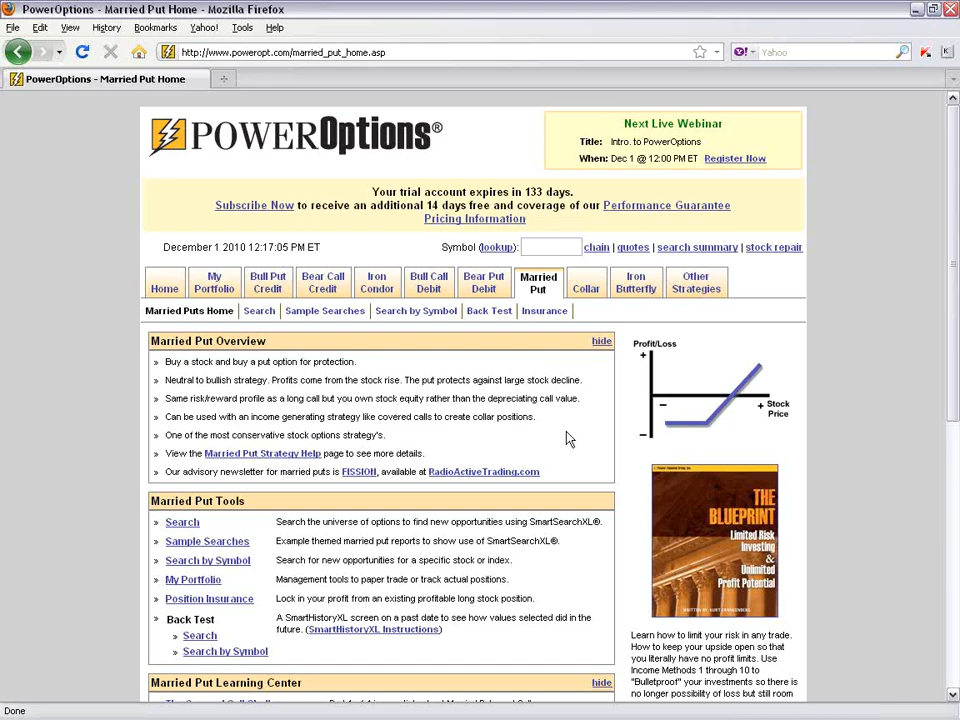 PowerOptions - Married Put Home - Mozilla Firefox
File Edit View History Bookmarks Yahoo! Tools Help
http://www.poweropt.com/married_put_home.asp
Yahoo
PowerOptions - Married Put Home
POWEROptions®
Next Live Webinar
Title: Intro. to PowerOptions
When: Dec 1 @ 12:00 PM ET Register Now
Your trial account expires in 133 days.
Subscribe Now to receive an additional 14 days free and coverage of our Performance Guarantee
Pricing Information
December 1 2010 12:17:05 PM ET
Symbol (lookup): chain | quotes | search summary | stock repair
Home
My Portfolio
Bull Put Credit
Bear Call Credit
Iron Condor
Bull Call Debit
Bear Put Debit
Married Put
Collar
Iron Butterfly
Other Strategies
Married Puts Home | Search | Sample Searches | Search by Symbol | Back Test | Insurance
Married Put Overview hide
» Buy a stock and buy a put option for protection.
» Neutral to bullish strategy. Profits come from the stock rise. The put protects against large stock decline.
» Same risk/reward profile as a long call but you own stock equity rather than the depreciating call value.
» Can be used with an income generating strategy like covered calls to create collar positions.
» One of the most conservative stock options strategy's.
» View the Married Put Strategy Help page to see more details.
» Our advisory newsletter for married puts is FISSION, available at RadioActiveTrading.com
Profit/Loss
+
-
- + Stock Price
Married Put Tools
» Search Search the universe of options to find new opportunities using SmartSearchXL®.
» Sample Searches Example themed married put reports to show use of SmartSearchXL®.
» Search by Symbol Search for new opportunities for a specific stock or index.
» My Portfolio Management tools to paper trade or track actual positions.
» Position Insurance Lock in your profit from an existing profitable long stock position.
» Back Test A SmartHistoryXL screen on a past date to see how values selected did in the
future. (SmartHistoryXL Instructions)
» Search
» Search by Symbol
THE
BLUEPRINT
Limited Risk
Investing
&
Unlimited
Profit Potential
Learn how to limit your risk in any trade.
How to keep your upside open so that
you literally have no profit limits. Use
Income Methods 1 through 10 to
"Bulletproof" your investments so there is
no longer possibility of loss but still room
Married Put Learning Center hide
Done